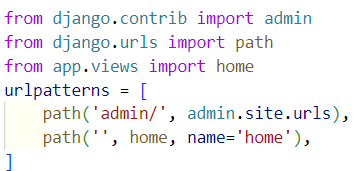 from django.contrib import admin
from django.urls import path
from app.views import home
urlpatterns = [
    path('admin/', admin.site.urls),
    path('', home, name='home'),
]